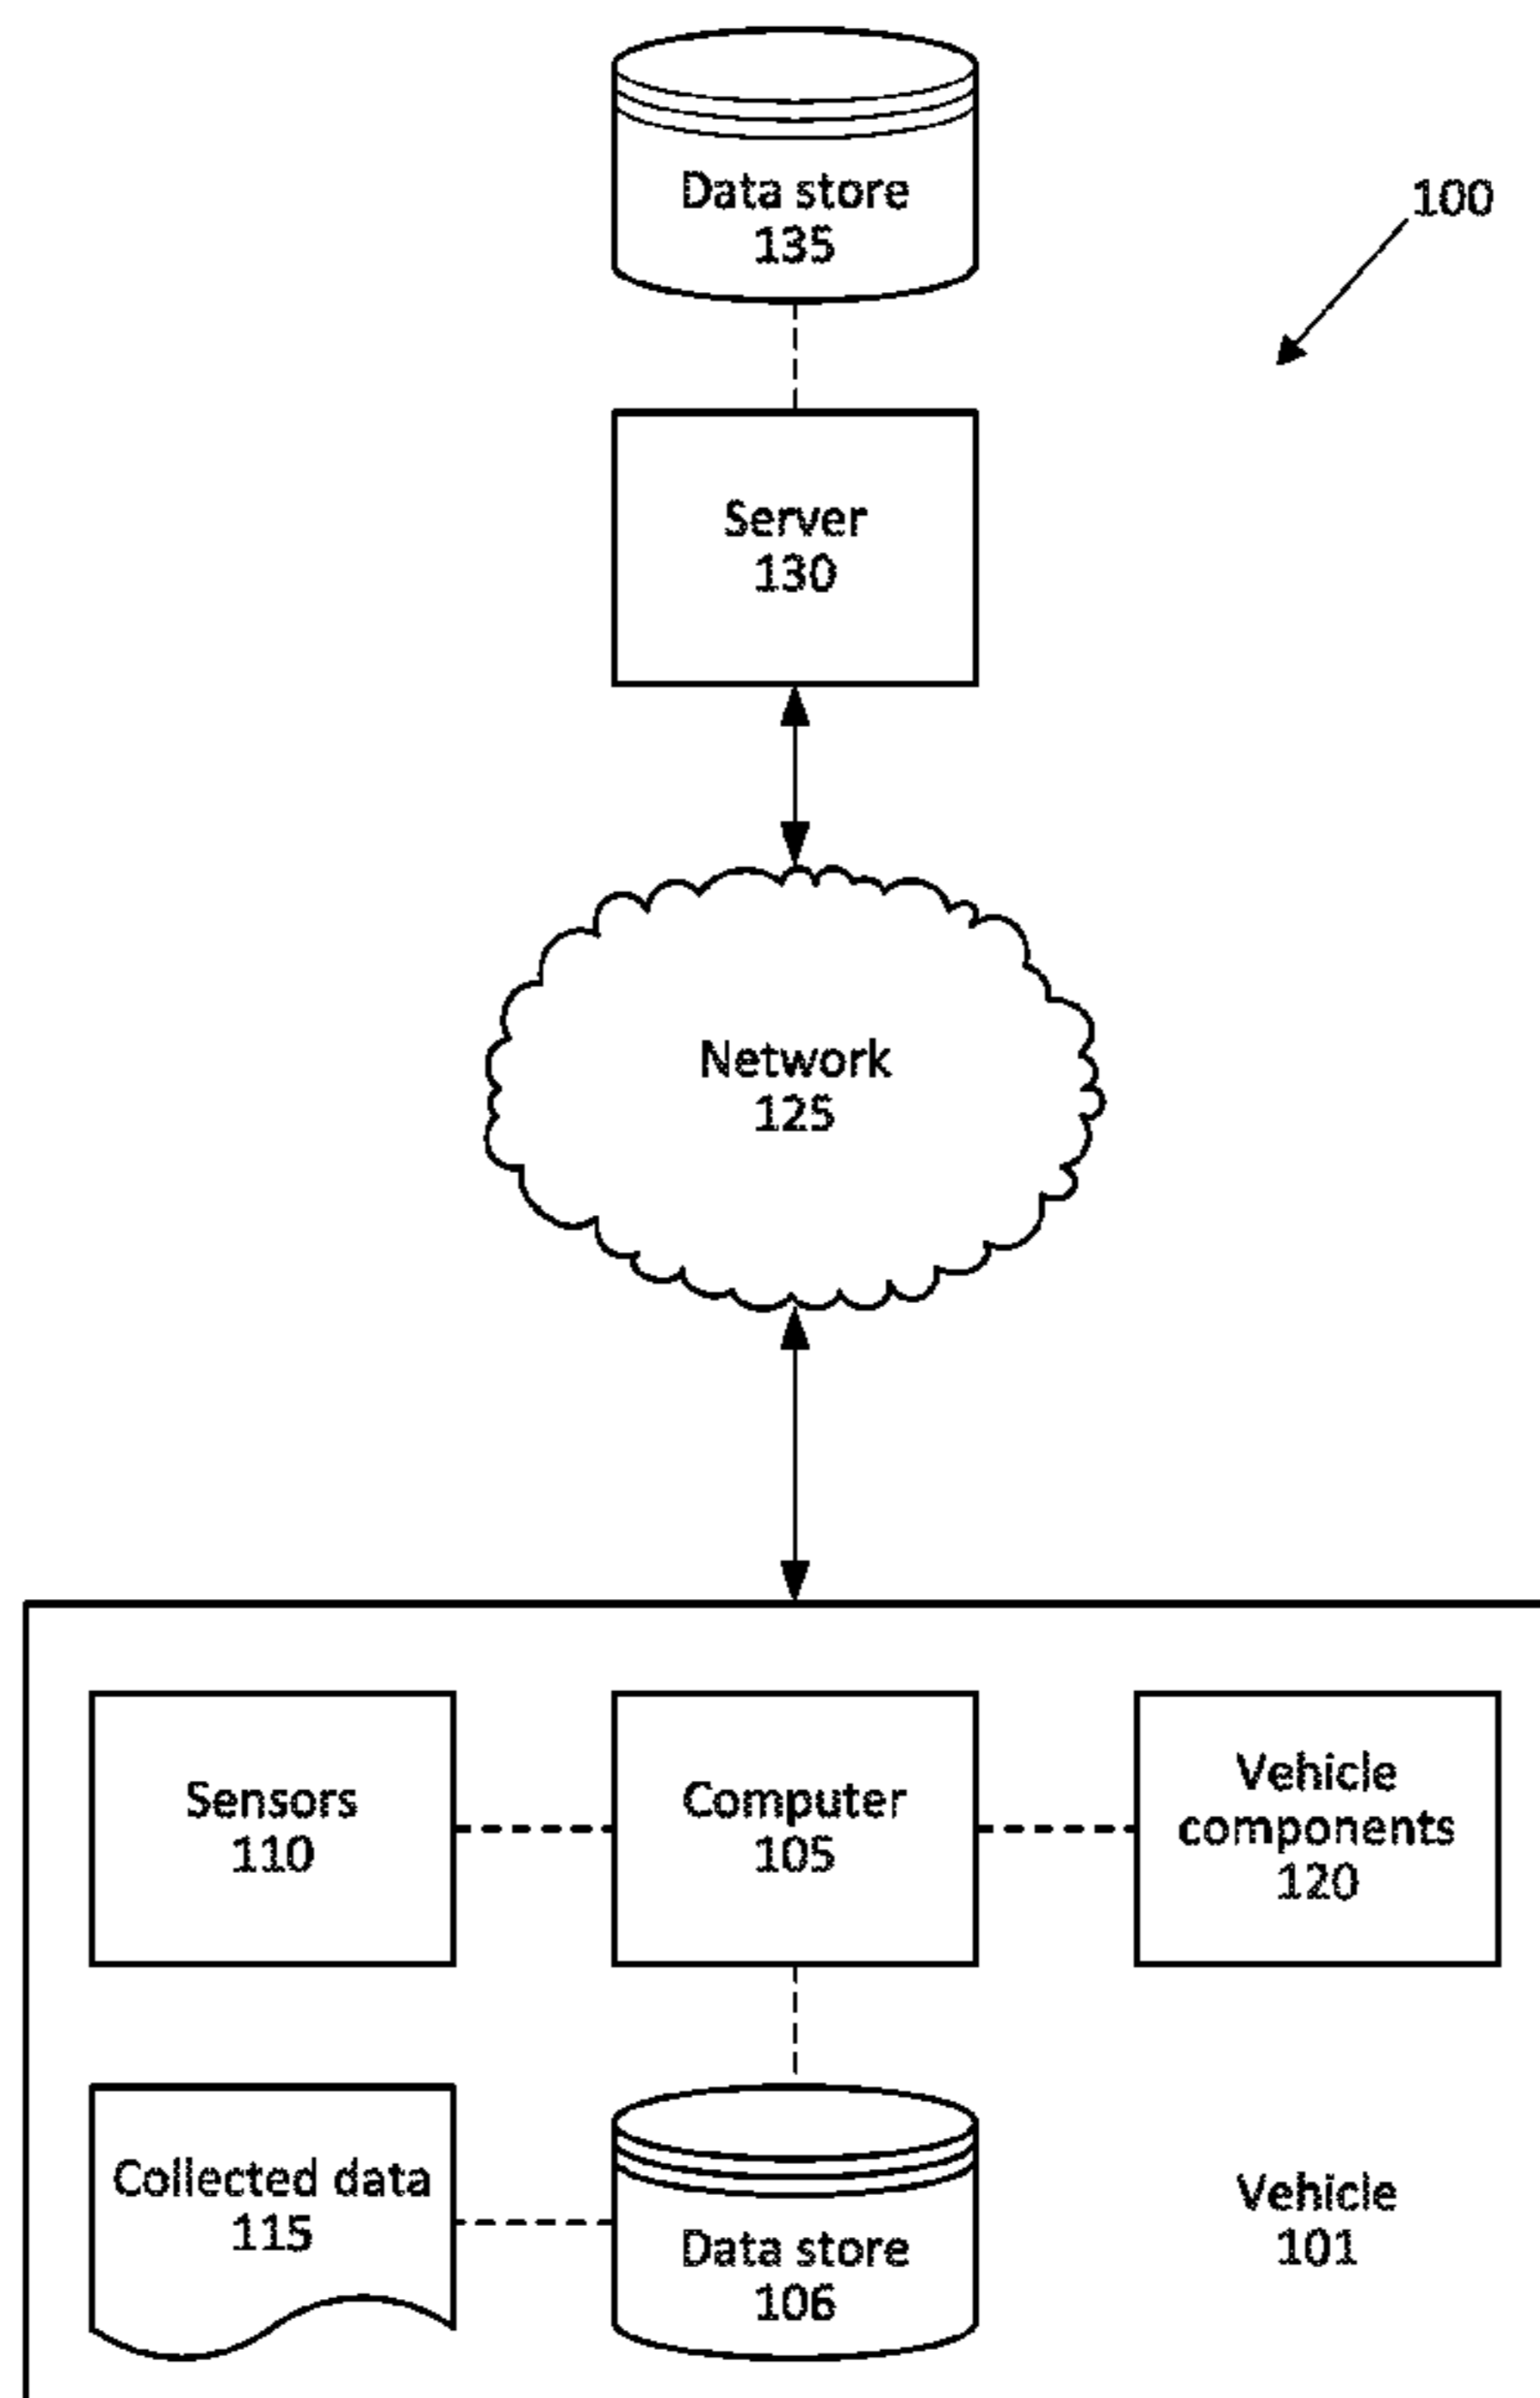 Data store
135
100
Server
130
Network
125
Sensors
110
Computer
105
Vehicle
components
120
Collected data
115
Data store
106
Vehicle
101